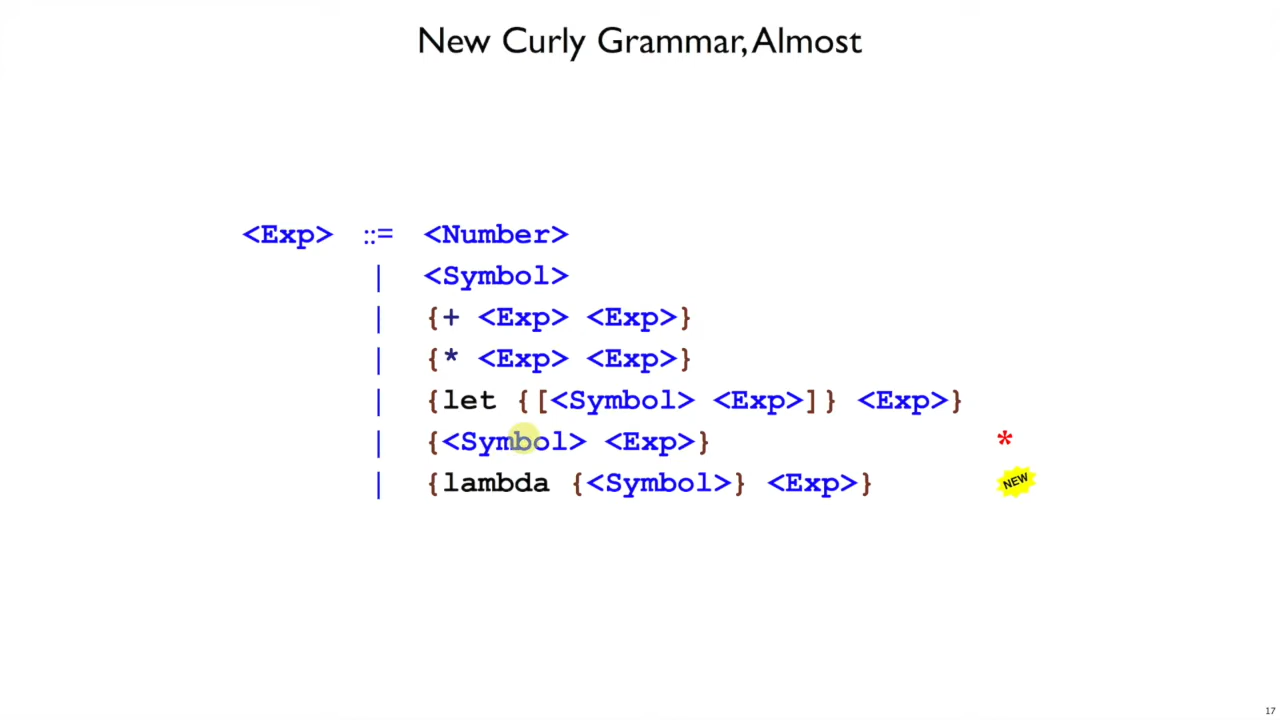 New Curly Grammar, Almost
<Exp> ::= <Number>
| <Symbol>
| {+ <Exp> <Exp>}
| {* <Exp> <Exp>}
| {let {[<Symbol> <Exp>]} <Exp>}
| {<Symbol> <Exp>} *
| {lambda {<Symbol>} <Exp>} NEW
17